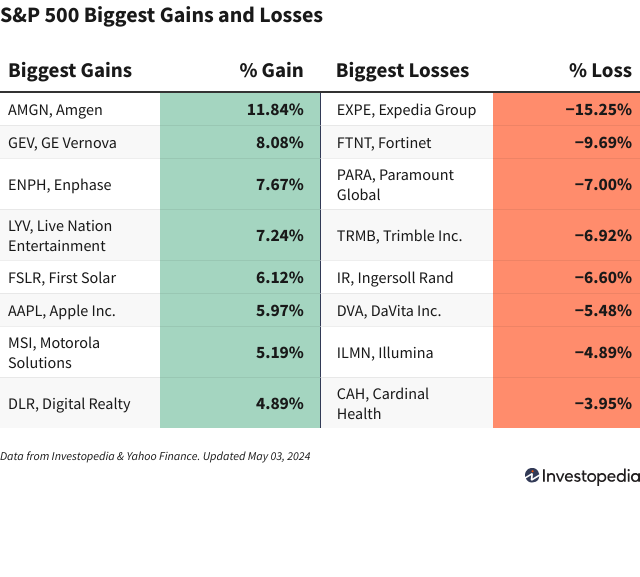 S&P 500 Biggest Gains and Losses
Biggest Gains % Gain Biggest Losses % Loss
AMGN, Amgen 11.84% EXPE, Expedia Group −15.25%
GEV, GE Vernova 8.08% FTNT, Fortinet −9.69%
ENPH, Enphase 7.67% PARA, Paramount
Global −7.00%
LYV, Live Nation
Entertainment 7.24% TRMB, Trimble Inc. −6.92%
FSLR, First Solar 6.12% IR, Ingersoll Rand −6.60%
AAPL, Apple Inc. 5.97% DVA, DaVita Inc. −5.48%
MSI, Motorola
Solutions 5.19% ILMN, Illumina −4.89%
DLR, Digital Realty 4.89% CAH, Cardinal
Health −3.95%
Data from Investopedia & Yahoo Finance. Updated May 03, 2024
Investopedia